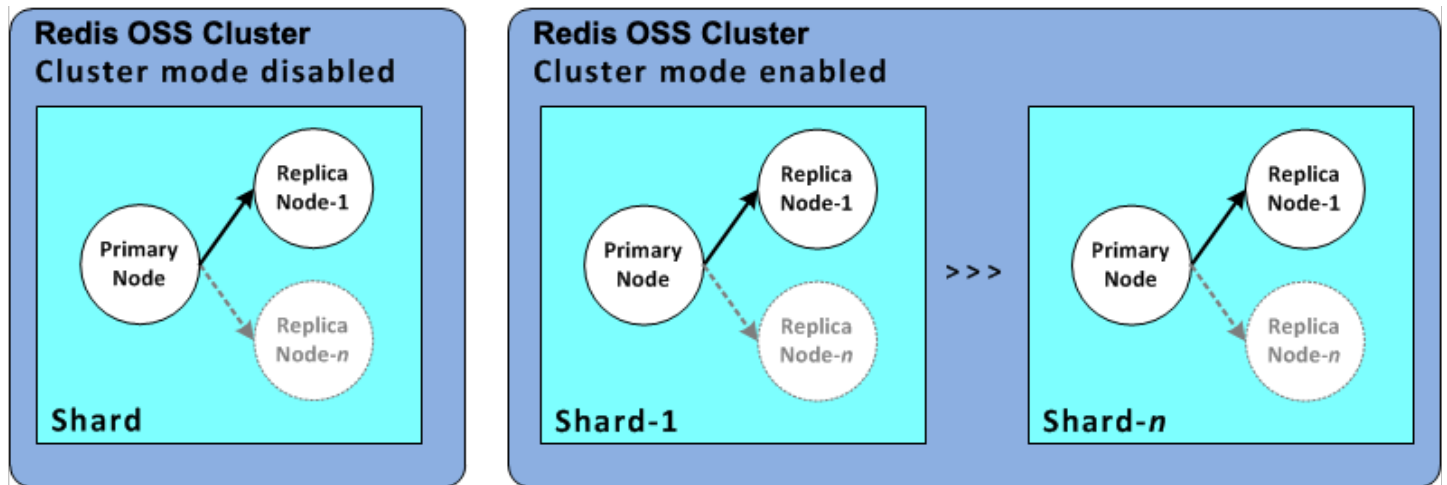 Redis OSS Cluster
Cluster mode disabled
Replica
Node-1
Primary
Node
Replica
Node-n
Shard
Redis OSS Cluster
Cluster mode enabled
Replica
Node-1
Primary
Node
Replica
Node-n
Shard-1
>>>
Replica
Node-1
Primary
Node
Replica
Node-n
Shard-n